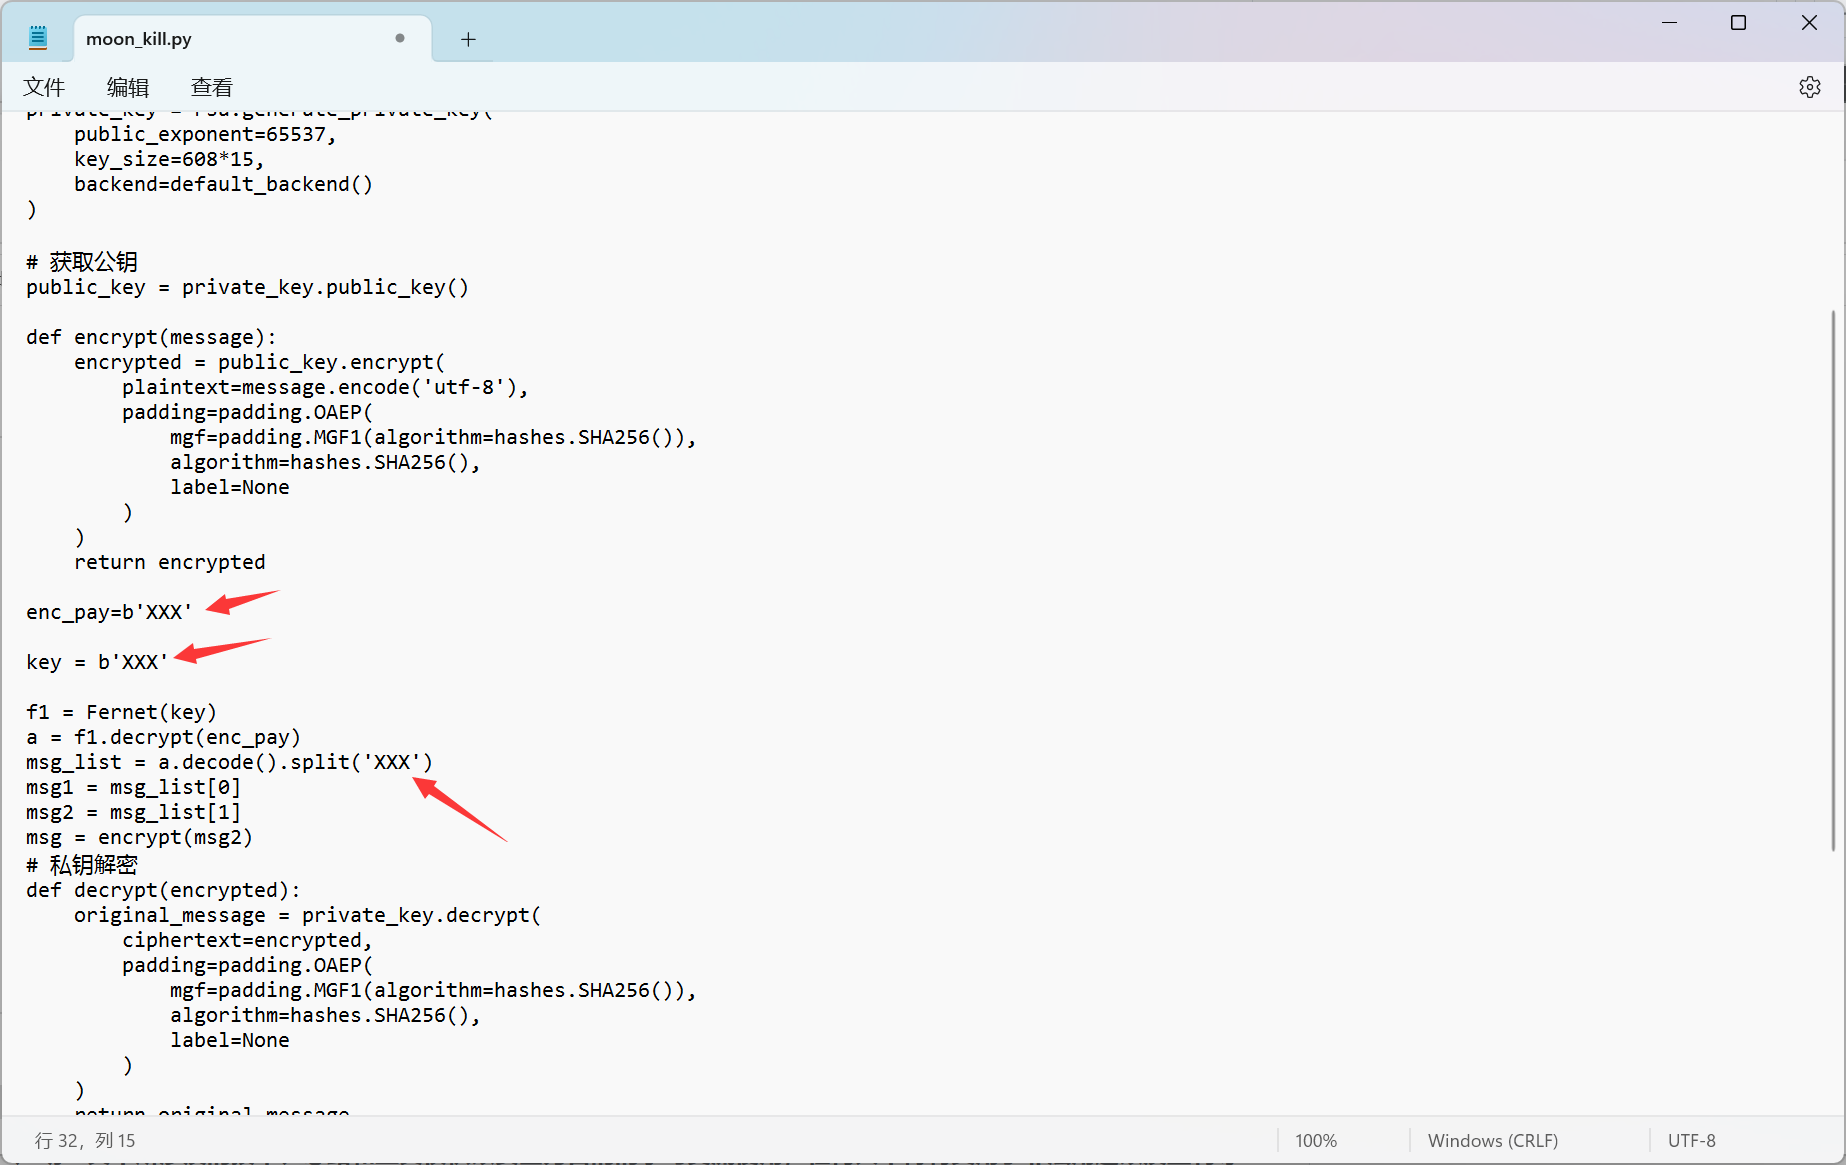 moon_kill.py
文件 编辑 查看
private_key = rsa.generate_private_key(
    public_exponent=65537,
    key_size=608*15,
    backend=default_backend()
)
# 获取公钥
public_key = private_key.public_key()
def encrypt(message):
    encrypted = public_key.encrypt(
        plaintext=message.encode('utf-8'),
        padding=padding.OAEP(
            mgf=padding.MGF1(algorithm=hashes.SHA256()),
            algorithm=hashes.SHA256(),
            label=None
        )
    )
    return encrypted
enc_pay=b'XXX'
key = b'XXX'
f1 = Fernet(key)
a = f1.decrypt(enc_pay)
msg_list = a.decode().split('XXX')
msg1 = msg_list[0]
msg2 = msg_list[1]
msg = encrypt(msg2)
# 私钥解密
def decrypt(encrypted):
    original_message = private_key.decrypt(
        ciphertext=encrypted,
        padding=padding.OAEP(
            mgf=padding.MGF1(algorithm=hashes.SHA256()),
            algorithm=hashes.SHA256(),
            label=None
        )
    )
    return original_message
行 32，列 15 100% Windows (CRLF) UTF-8